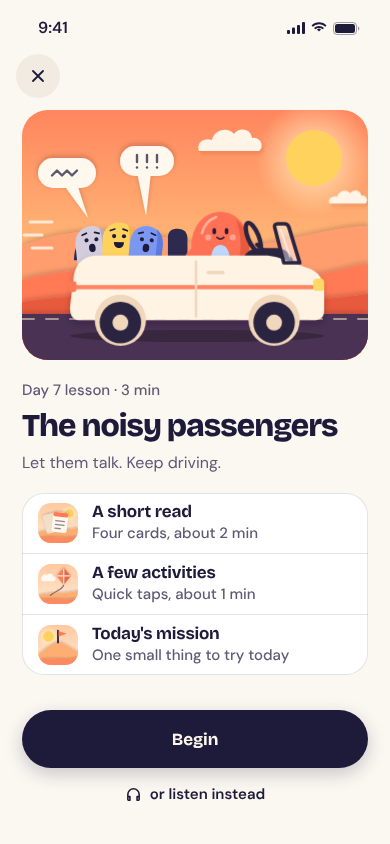 9:41
!!!
Day 7 lesson · 3 min
The noisy passengers
Let them talk. Keep driving.
A short read
Four cards, about 2 min
A few activities
Quick taps, about 1 min
Today's mission
One small thing to try today
Begin
or listen instead